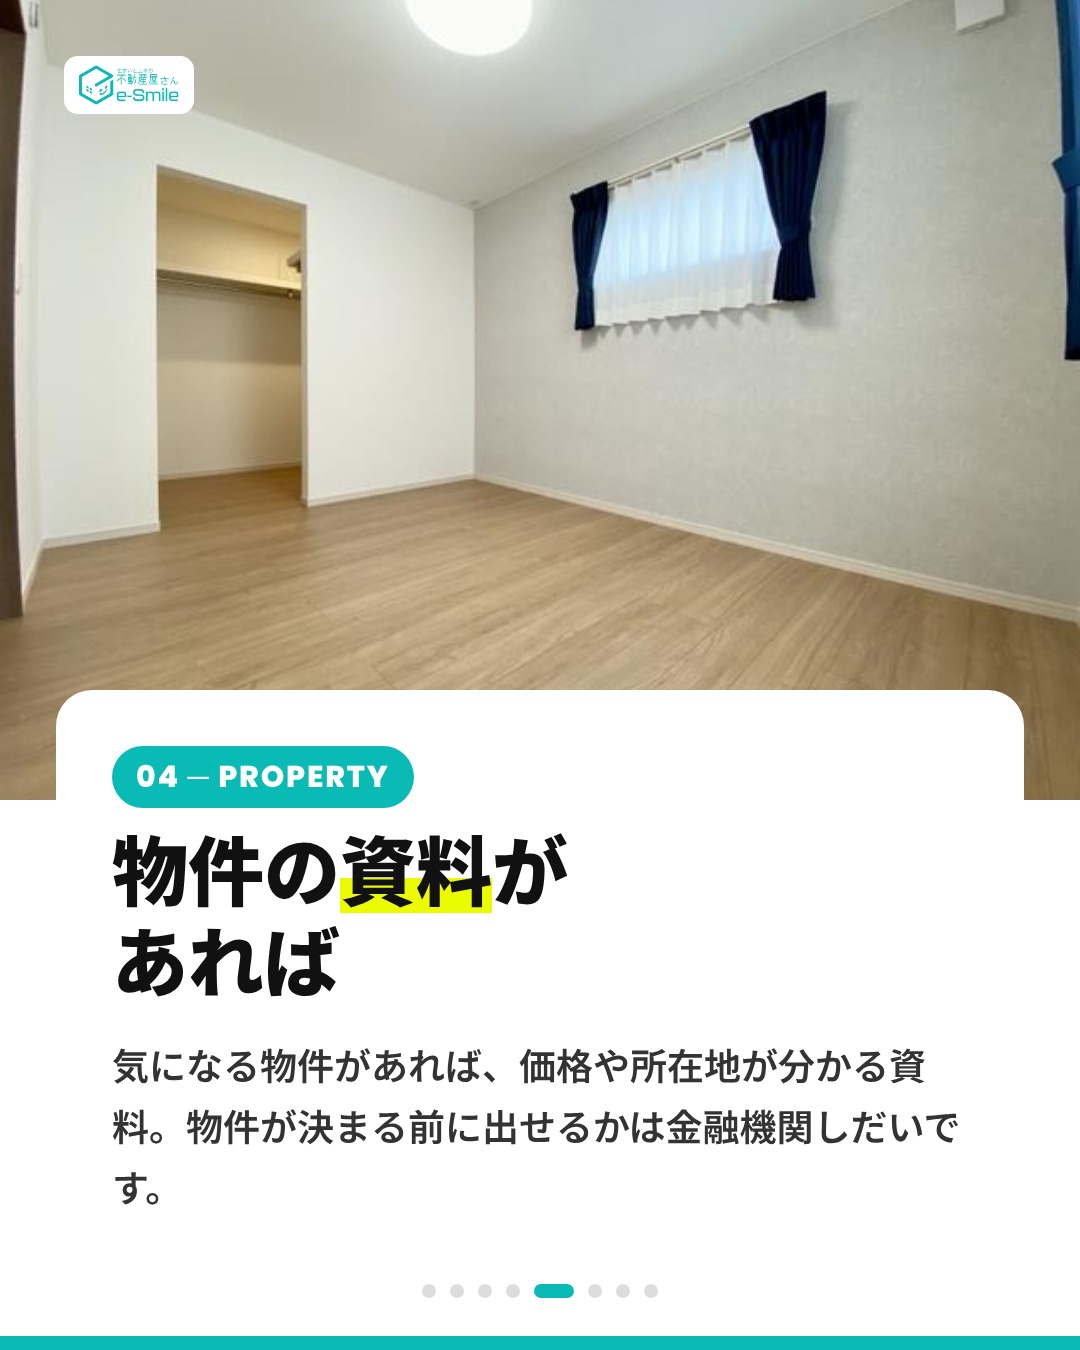 不動産屋さん
e-Smile
04 — PROPERTY
物件の資料が
あれば
気になる物件があれば、価格や所在地が分かる資
料。物件が決まる前に出せるかは金融機関しだいで
す。